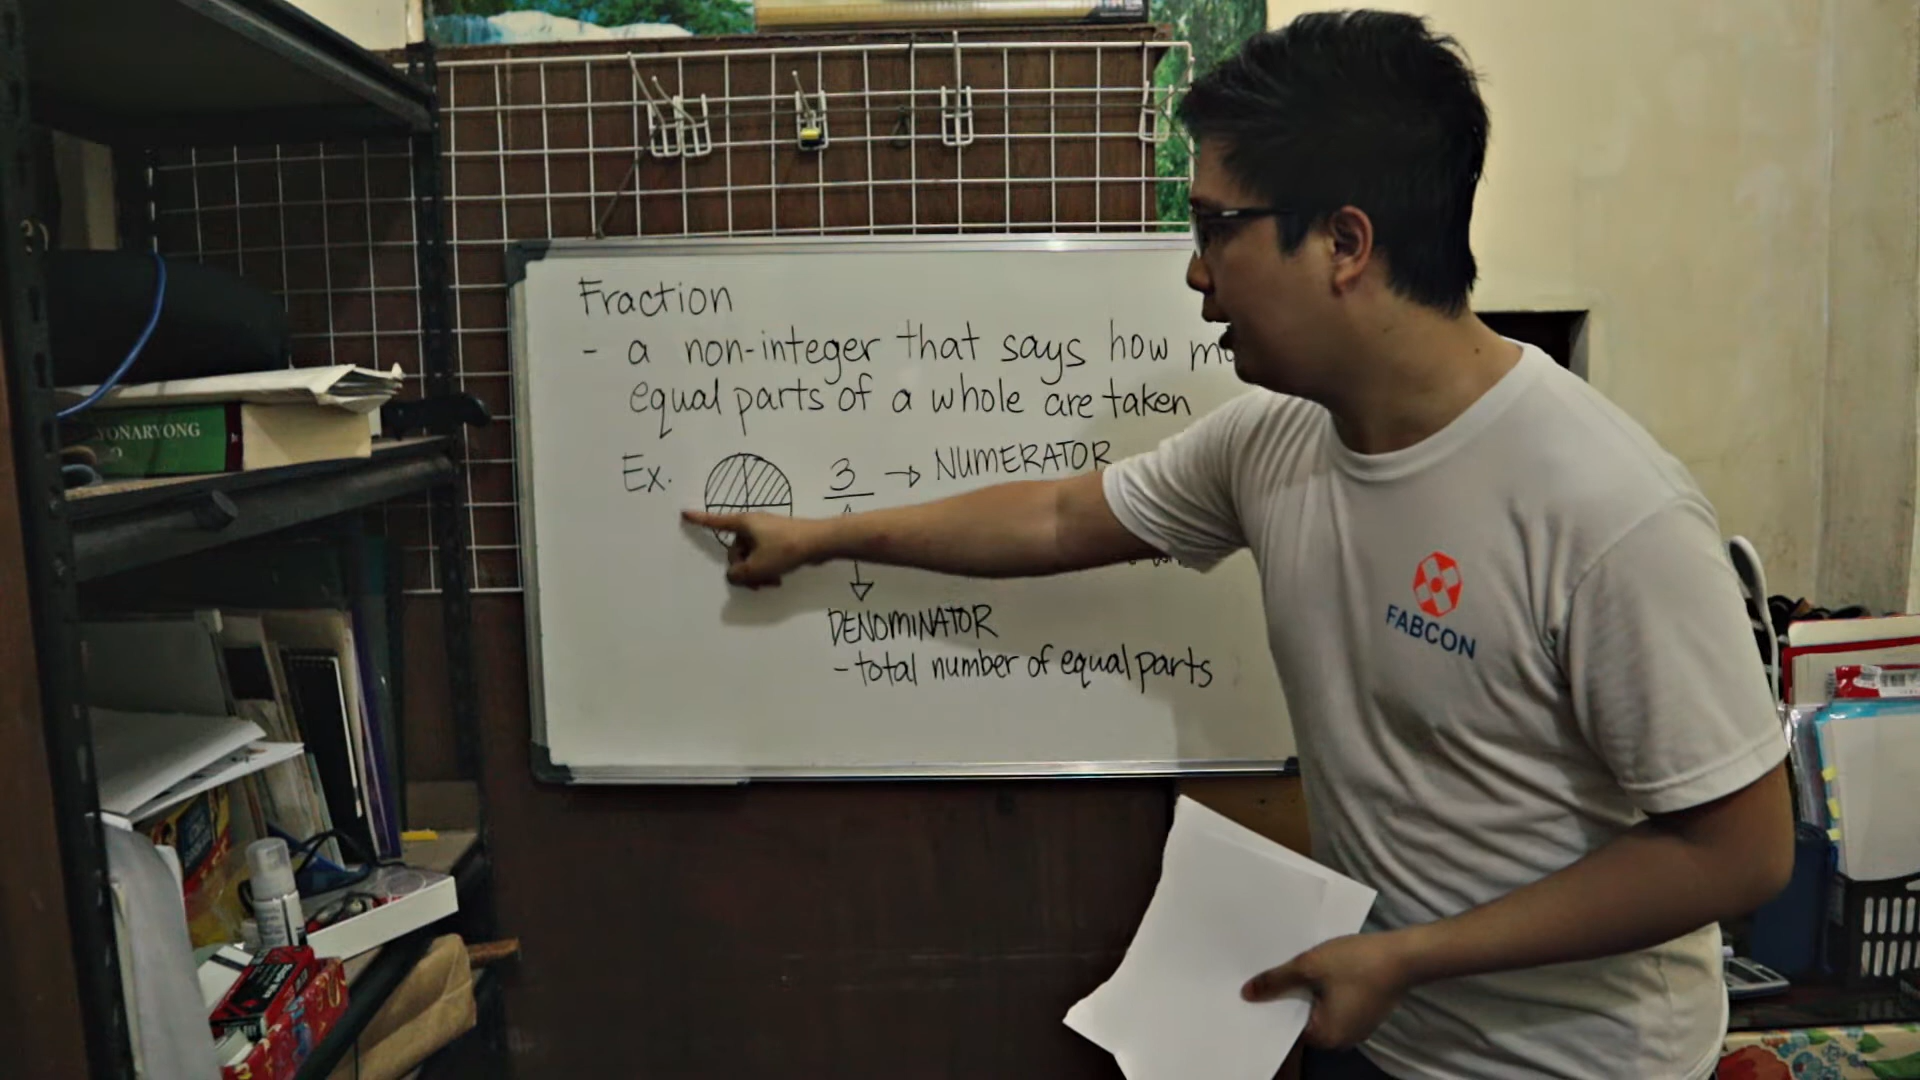 Fraction
- a non-integer that says how
equal parts of a whole are taken
Ex. 3 → NUMERATOR
DENOMINATOR
- total number of equal parts
FABCON
YONARYONG